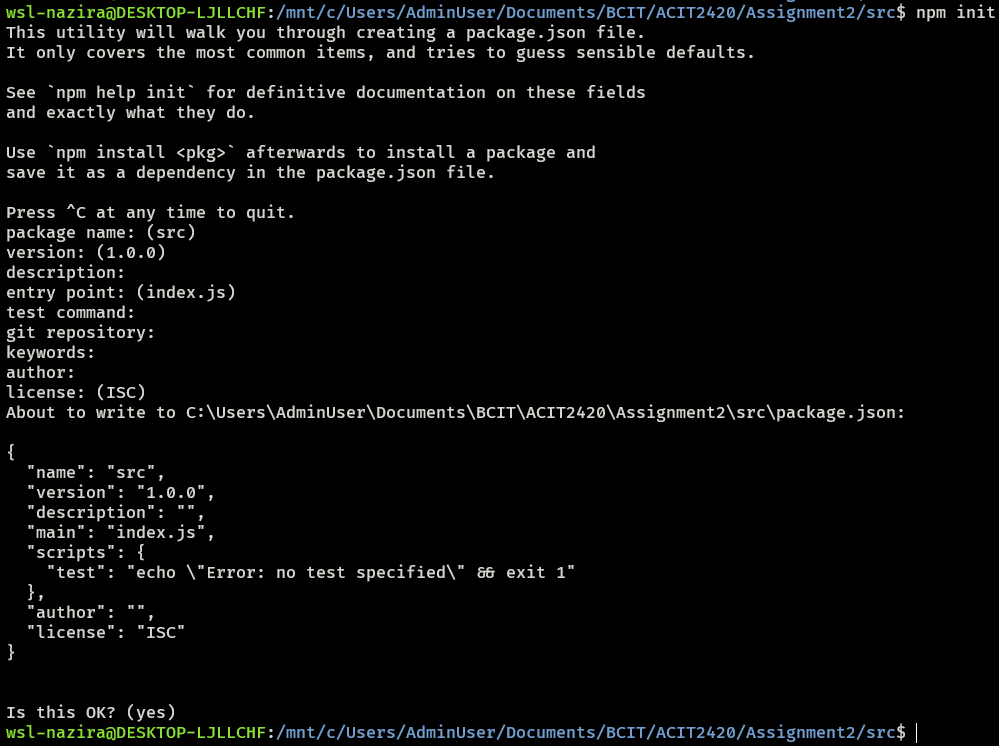 wsl-nazira@DESKTOP-LJLLCHF:/mnt/c/Users/AdminUser/Documents/BCIT/ACIT2420/Assignment2/src$ npm init
This utility will walk you through creating a package.json file.
It only covers the most common items, and tries to guess sensible defaults.
See `npm help init` for definitive documentation on these fields
and exactly what they do.
Use `npm install <pkg>` afterwards to install a package and
save it as a dependency in the package.json file.
Press ^C at any time to quit.
package name: (src)
version: (1.0.0)
description:
entry point: (index.js)
test command:
git repository:
keywords:
author:
license: (ISC)
About to write to C:\Users\AdminUser\Documents\BCIT\ACIT2420\Assignment2\src\package.json:
{
  "name": "src",
  "version": "1.0.0",
  "description": "",
  "main": "index.js",
  "scripts": {
    "test": "echo \"Error: no test specified\" && exit 1"
  },
  "author": "",
  "license": "ISC"
}
Is this OK? (yes)
wsl-nazira@DESKTOP-LJLLCHF:/mnt/c/Users/AdminUser/Documents/BCIT/ACIT2420/Assignment2/src$